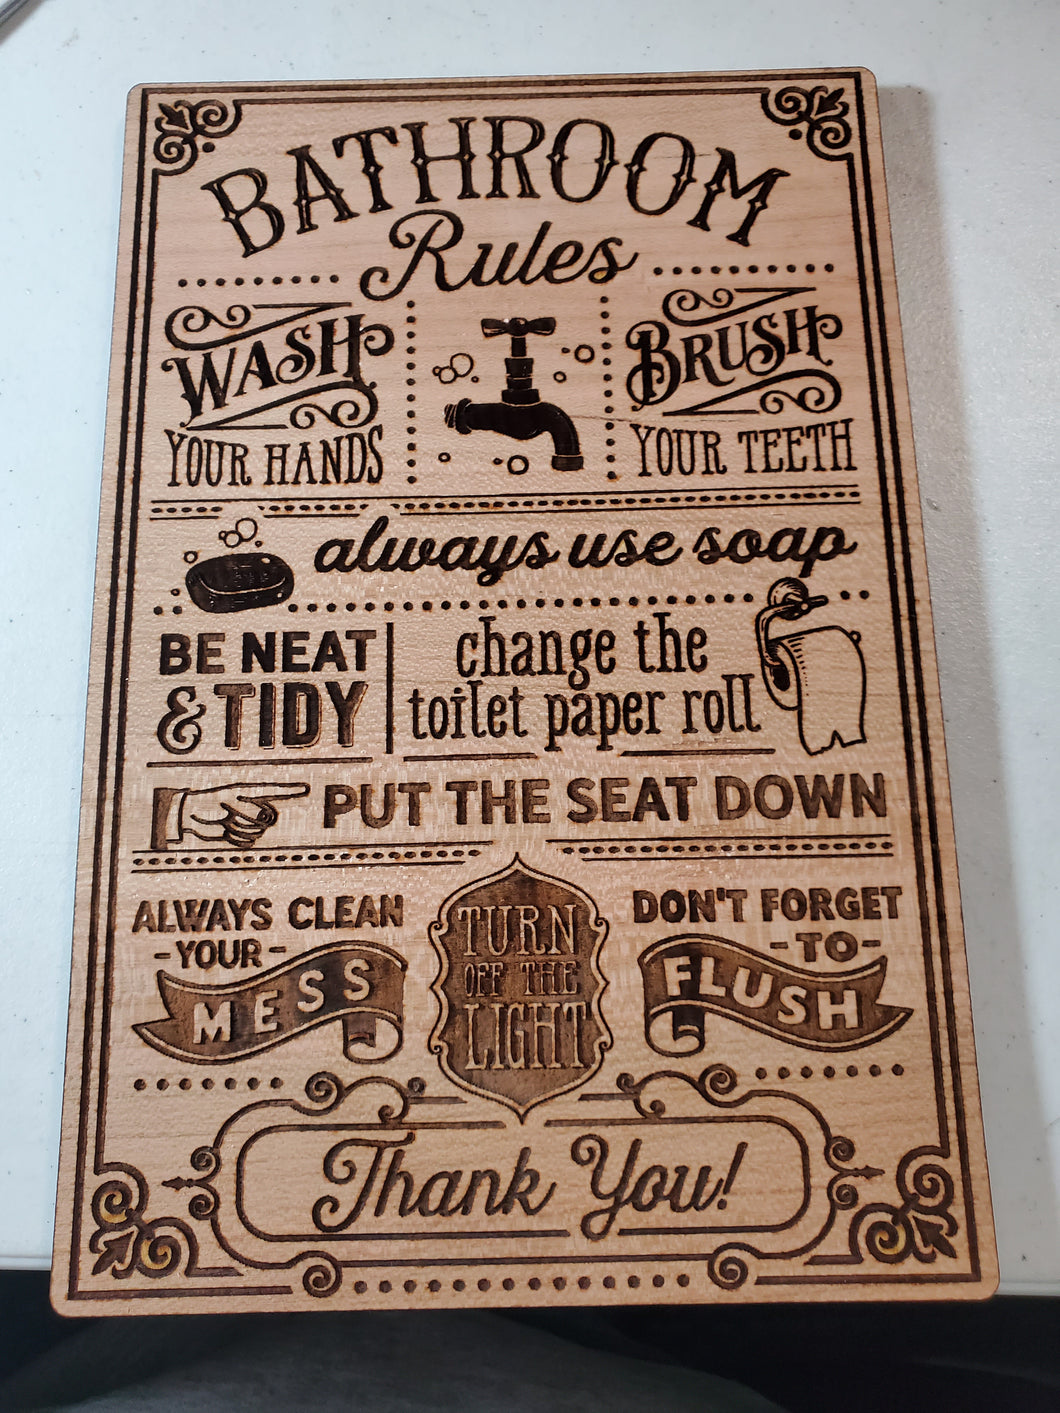 BATHROOM
Rules
WASH
YOUR HANDS
BRUSH
YOUR TEETH
always use soap
BE NEAT
& TIDY
change the
toilet paper roll
PUT THE SEAT DOWN
ALWAYS CLEAN
-YOUR-
MESS
TURN
OFF THE
LIGHT
DON'T FORGET
-TO-
FLUSH
Thank You!